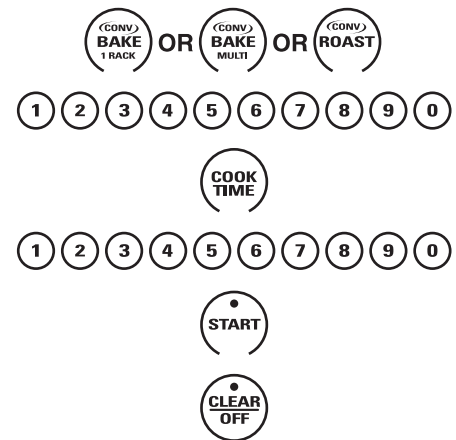 CONV BAKE 1 RACK OR CONV BAKE MULTI OR CONV ROAST
1 2 3 4 5 6 7 8 9 0
COOK TIME
1 2 3 4 5 6 7 8 9 0
START
CLEAR OFF